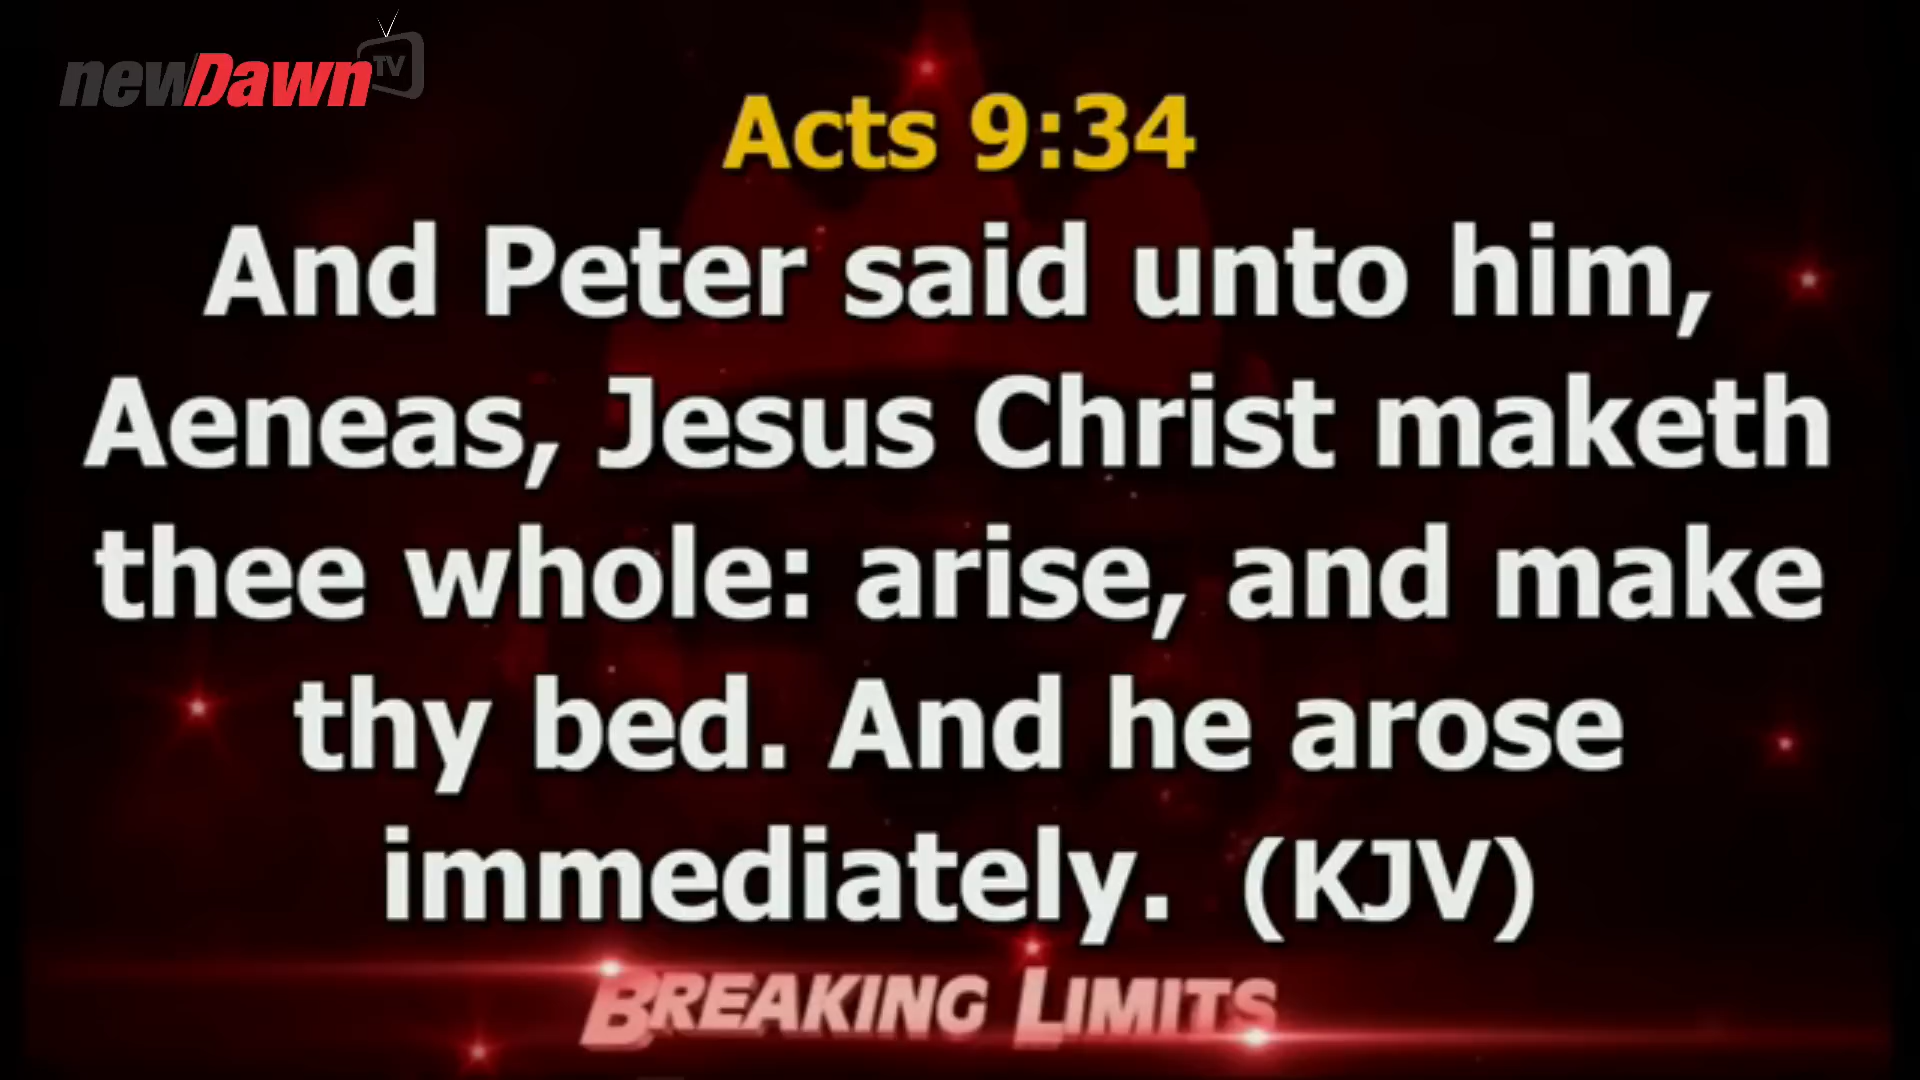 newDawn TV
Acts 9:34
And Peter said unto him,
Aeneas, Jesus Christ maketh
thee whole: arise, and make
thy bed. And he arose
immediately. (KJV)
BREAKING LIMITS